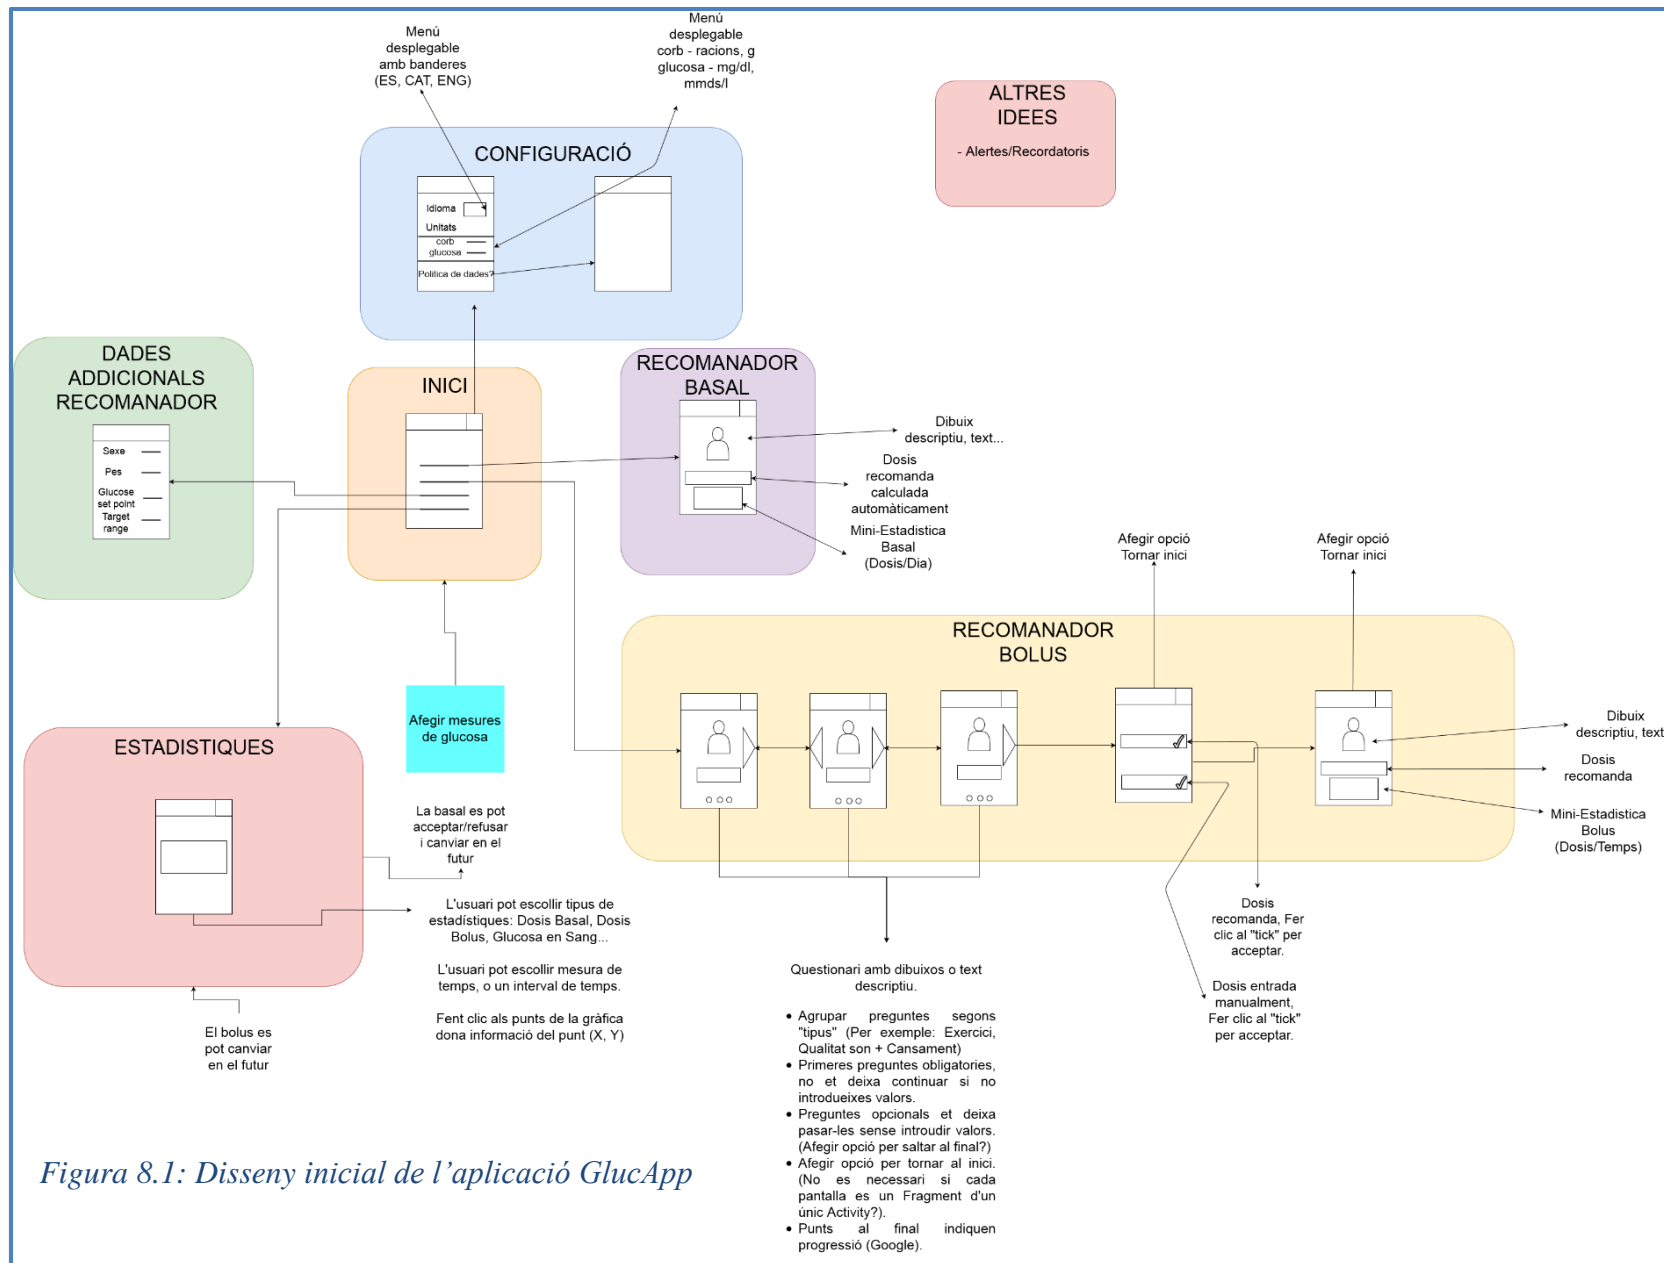 Menú
desplegable
amb banderes
(ES, CAT, ENG)
Menú
desplegable
corb - racions, g
glucosa - mg/dl,
mmds/l
ALTRES
IDEES
- Alertes/Recordatoris
CONFIGURACIÓ
Idioma
Unitats
corb
glucosa
Política de dades?
DADES
ADDICIONALS
RECOMANADOR
Sexe
Pes
Glucose
set point
Target
range
INICI
RECOMANADOR
BASAL
Dibuix
descriptiu, text...
Dosis
recomanda
calculada
automàticament
Mini-Estadistica
Basal
(Dosis/Dia)
Afegir opció
Tornar inici
Afegir opció
Tornar inici
RECOMANADOR
BOLUS
Dibuix
descriptiu, text
Dosis
recomanda
Mini-Estadistica
Bolus
(Dosis/Temps)
Afegir mesures
de glucosa
ESTADISTIQUES
La basal es pot
acceptar/refusar
i canviar en el
futur
L'usuari pot escollir tipus de
estadístiques: Dosis Basal, Dosis
Bolus, Glucosa en Sang...
L'usuari pot escollir mesura de
temps, o un interval de temps.
Fent clic als punts de la gràfica
dona informació del punt (X, Y)
El bolus es
pot canviar
en el futur
Dosis
recomanda, Fer
clic al "tick" per
acceptar.
Dosis entrada
manualment,
Fer clic al "tick"
per acceptar.
Questionari amb dibuixos o text
descriptiu.
• Agrupar preguntes segons
"tipus" (Per exemple: Exercici,
Qualitat son + Cansament)
• Primeres preguntes obligatories,
no et deixa continuar si no
introdueixes valors.
• Preguntes opcionals et deixa
pasar-les sense introudir valors.
(Afegir opció per saltar al final?)
• Afegir opció per tornar al inici.
(No es necessari si cada
pantalla es un Fragment d'un
únic Activity?).
• Punts al final indiquen
progressió (Google).
Figura 8.1: Disseny inicial de l’aplicació GlucApp